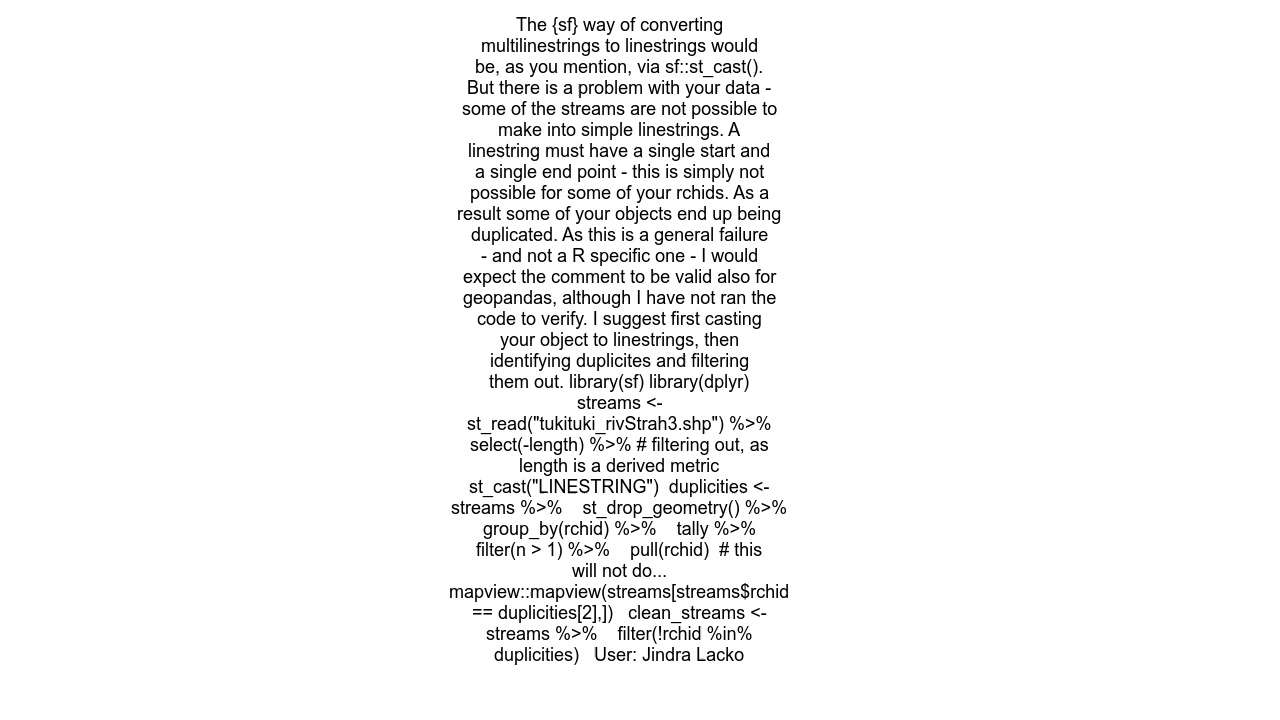 The {sf} way of converting
multilinestrings to linestrings would
be, as you mention, via sf::st_cast().
But there is a problem with your data -
some of the streams are not possible to
make into simple linestrings. A
linestring must have a single start and
a single end point - this is simply not
possible for some of your rchids. As a
result some of your objects end up being
duplicated. As this is a general failure
- and not a R specific one - I would
expect the comment to be valid also for
geopandas, although I have not ran the
code to verify. I suggest first casting
your object to linestrings, then
identifying duplicites and filtering
them out. library(sf) library(dplyr)
streams <-
st_read("tukituki_rivStrah3.shp") %>%
select(-length) %>% # filtering out, as
length is a derived metric
st_cast("LINESTRING")  duplicities <-
streams %>%    st_drop_geometry() %>%
group_by(rchid) %>%    tally %>%
filter(n > 1) %>%    pull(rchid)  # this
will not do...
mapview::mapview(streams[streams$rchid
== duplicities[2],])   clean_streams <-
streams %>%    filter(!rchid %in%
duplicities)   User: Jindra Lacko